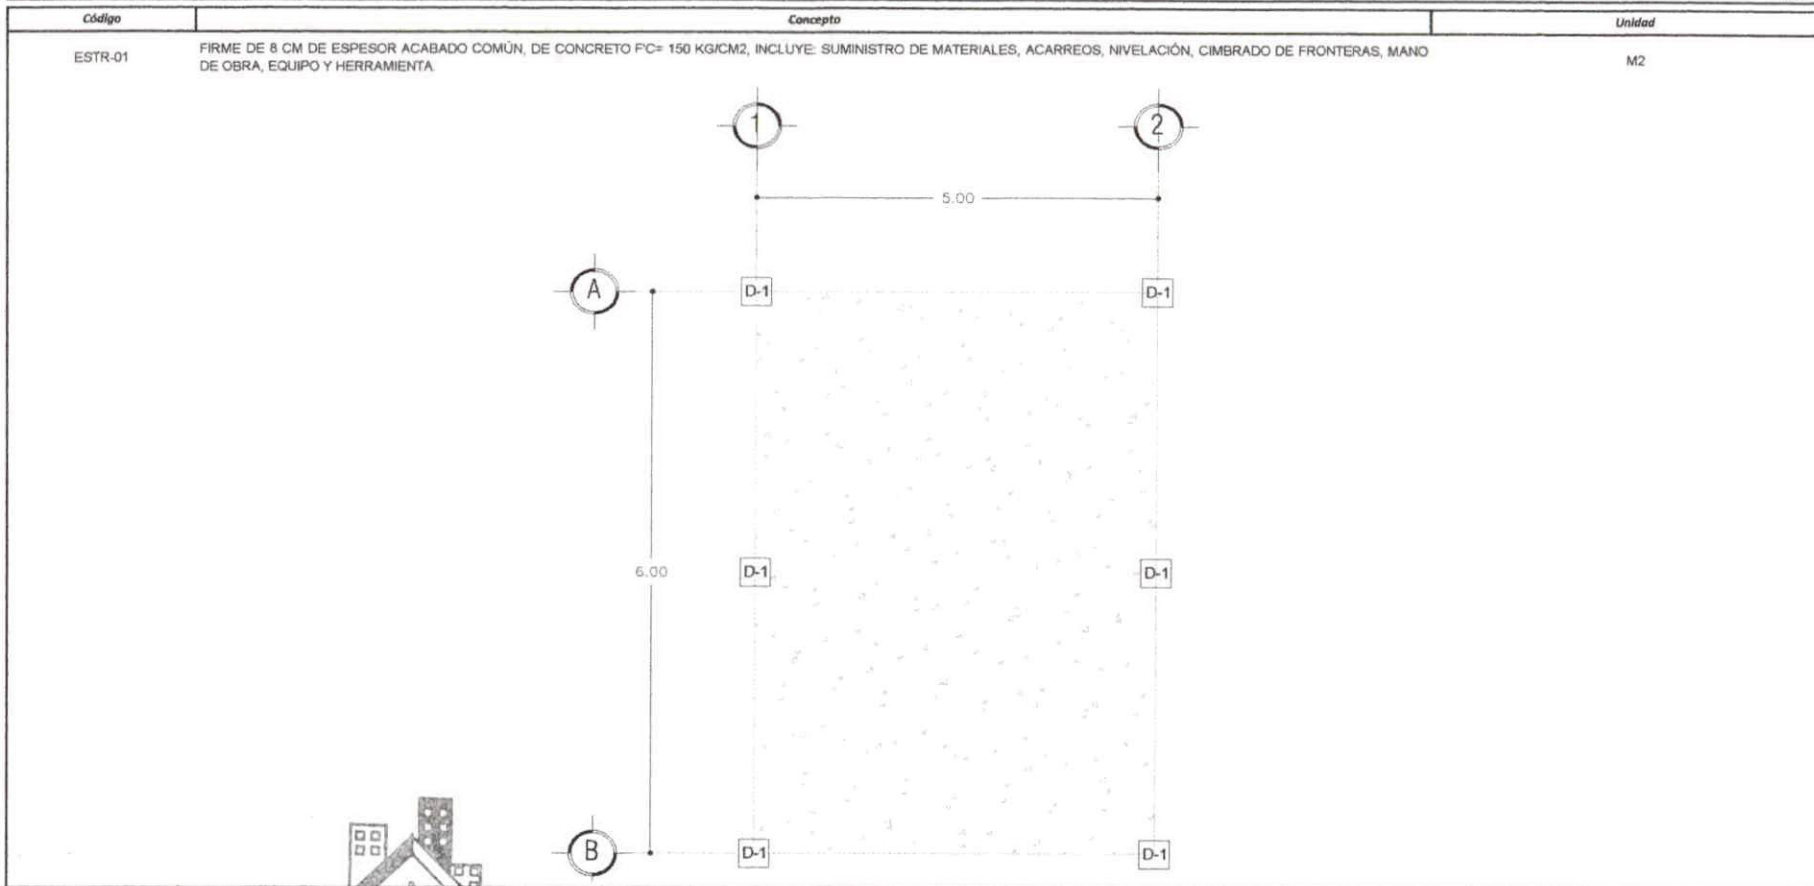 Código Concepto Unidad
ESTR-01 FIRME DE 8 CM DE ESPESOR ACABADO COMÚN, DE CONCRETO F'C= 150 KG/CM2, INCLUYE: SUMINISTRO DE MATERIALES, ACARREOS, NIVELACIÓN, CIMBRADO DE FRONTERAS, MANO M2
DE OBRA, EQUIPO Y HERRAMIENTA.
1 2
5.00
A D-1 D-1
6.00 D-1 D-1
B D-1 D-1